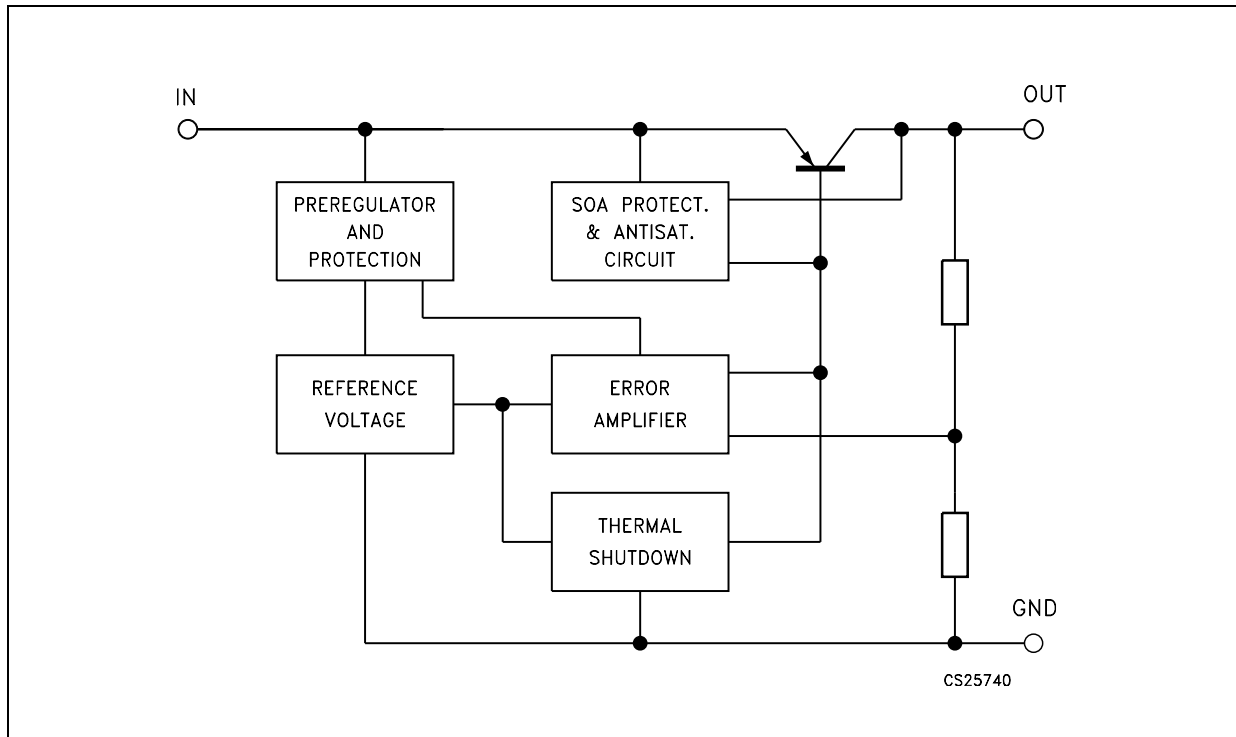 IN
OUT
PREREGULATOR
AND
PROTECTION
SOA PROTECT.
& ANTISAT.
CIRCUIT
REFERENCE
VOLTAGE
ERROR
AMPLIFIER
THERMAL
SHUTDOWN
GND
CS25740